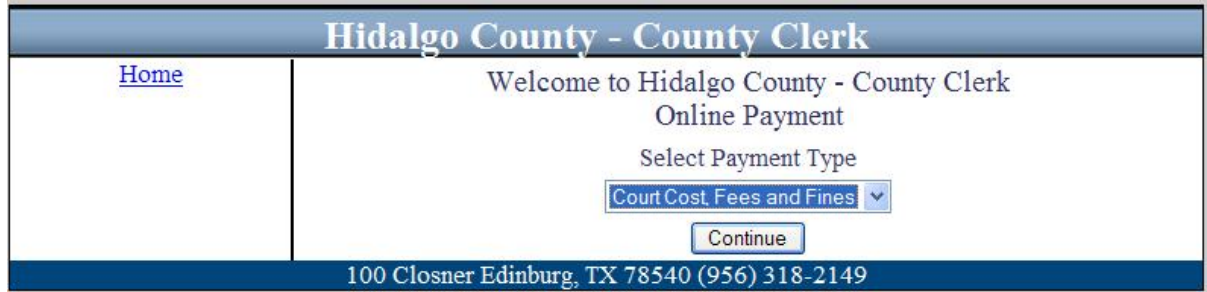 Hidalgo County - County Clerk
Home
Welcome to Hidalgo County - County Clerk
Online Payment
Select Payment Type
Court Cost, Fees and Fines
Continue
100 Closner Edinburg, TX 78540 (956) 318-2149